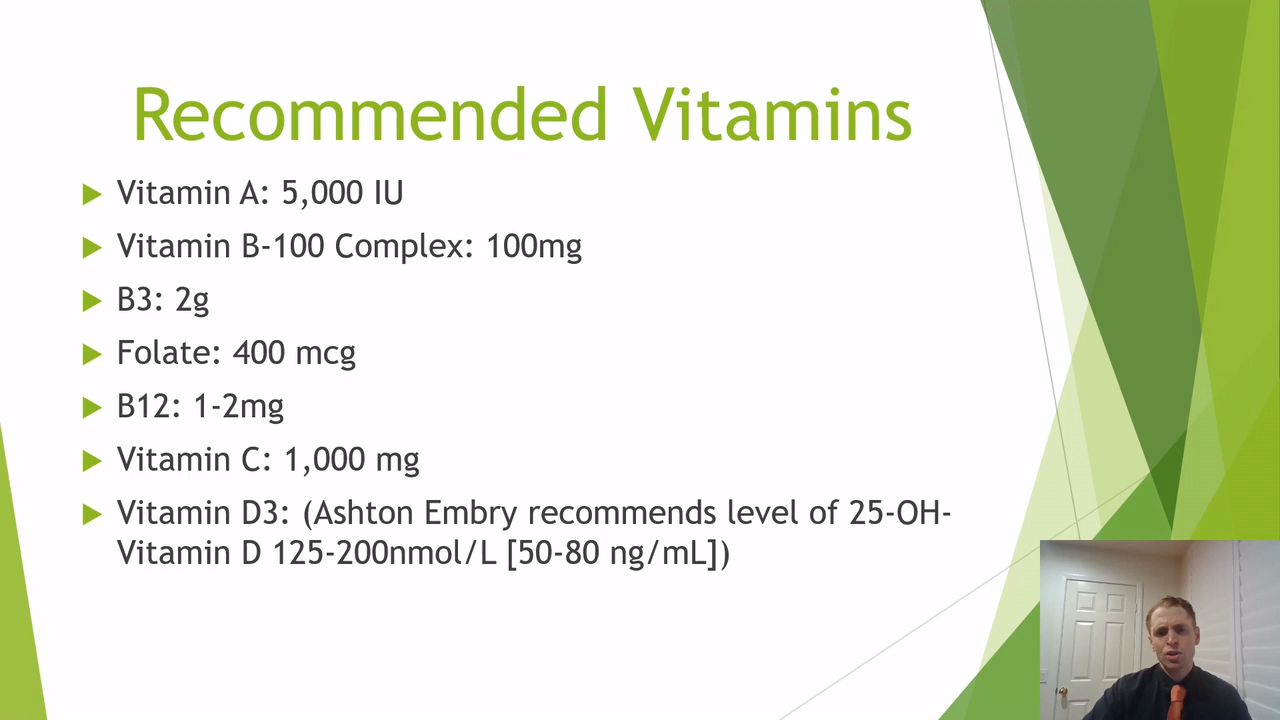 Recommended Vitamins
Vitamin A: 5,000 IU
Vitamin B-100 Complex: 100mg
B3: 2g
Folate: 400 mcg
B12: 1-2mg
Vitamin C: 1,000 mg
Vitamin D3: (Ashton Embry recommends level of 25-OH-
Vitamin D 125-200nmol/L [50-80 ng/mL])